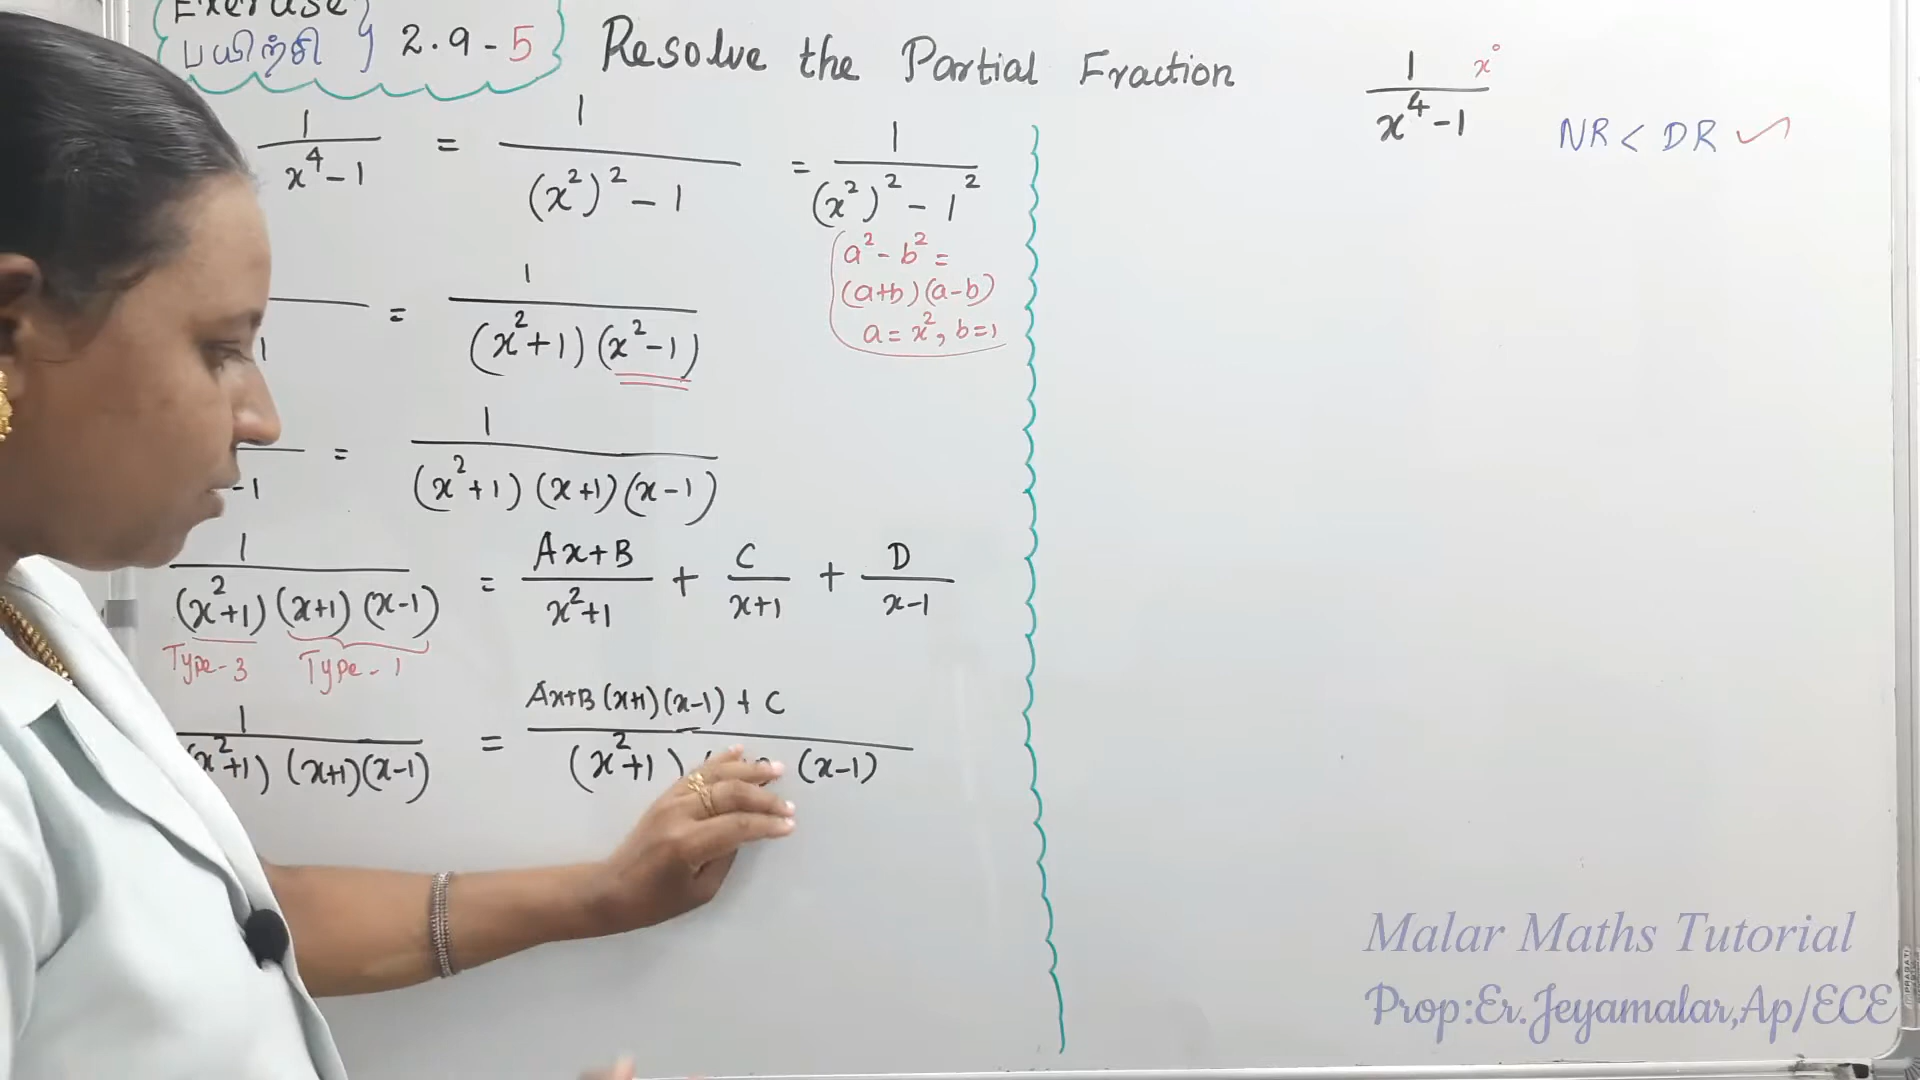 Exercise
பயிற்சி } 2.9-5 Resolve the Partial Fraction 1 x° / x⁴-1
NR < DR ✓
1/(x⁴-1) = 1/((x²)²-1) = 1/((x²)²-1²)
a²-b²=
(a+b)(a-b)
a=x², b=1
= 1/((x²+1)(x²-1))
= 1/((x²+1)(x+1)(x-1))
1/((x²+1)(x+1)(x-1)) = (Ax+B)/(x²+1) + C/(x+1) + D/(x-1)
Type-3 Type-1
1/((x²+1)(x+1)(x-1)) = Ax+B(x+1)(x-1)+C / (x²+1) (x-1)
Malar Maths Tutorial
Prop:Er.Jeyamalar,Ap/ECE